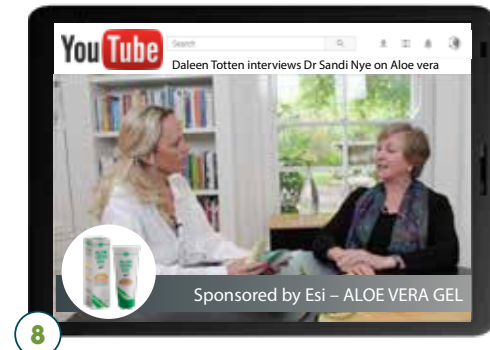 YouTube
Search
Daleen Totten interviews Dr Sandi Nye on Aloe vera
Sponsored by Esi – ALOE VERA GEL
8